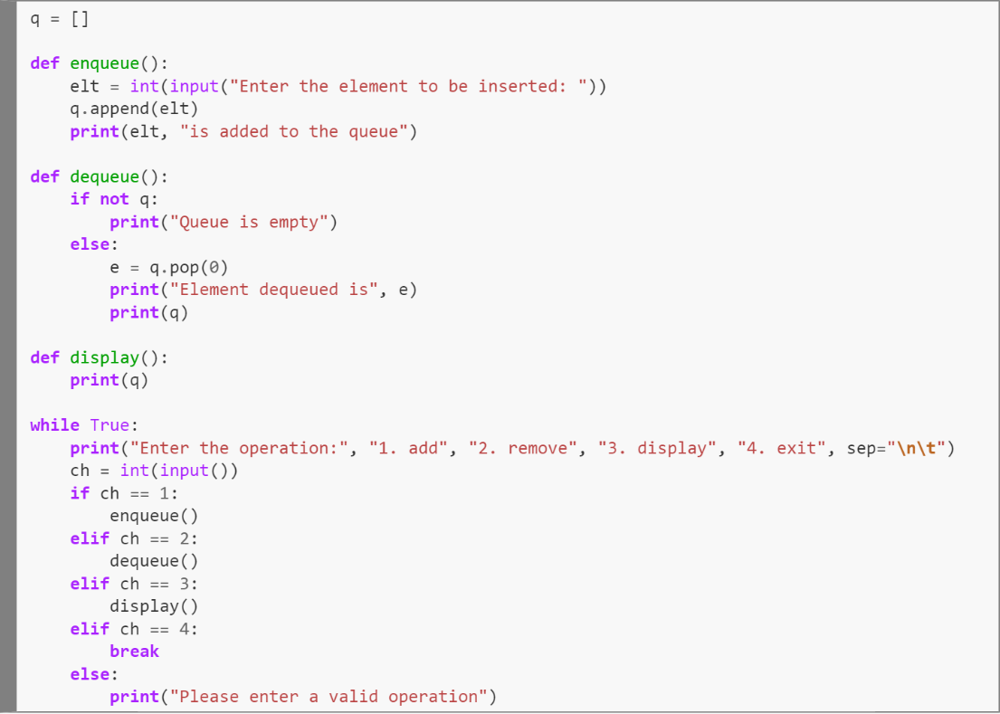 q = []

def enqueue():
    elt = int(input("Enter the element to be inserted: "))
    q.append(elt)
    print(elt, "is added to the queue")

def dequeue():
    if not q:
        print("Queue is empty")
    else:
        e = q.pop(0)
        print("Element dequeued is", e)
        print(q)

def display():
    print(q)

while True:
    print("Enter the operation:", "1. add", "2. remove", "3. display", "4. exit", sep="\n\t")
    ch = int(input())
    if ch == 1:
        enqueue()
    elif ch == 2:
        dequeue()
    elif ch == 3:
        display()
    elif ch == 4:
        break
    else:
        print("Please enter a valid operation")